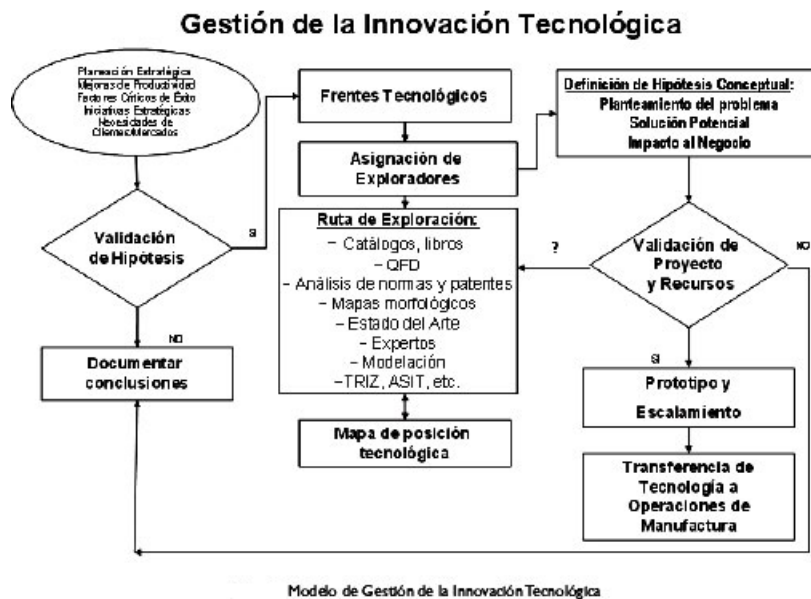 Gestión de la Innovación Tecnológica
Planeación Estratégica
Mejoras de Productividad
Factores Críticos de Éxito
Iniciativas Estratégicas
Necesidades de
Clientes/Mercados
Validación
de Hipótesis
SI
NO
Documentar
conclusiones
Frentes Tecnológicos
Asignación de
Exploradores
Ruta de Exploración:
– Catálogos, libros
– QFD
– Análisis de normas y patentes
– Mapas morfológicos
– Estado del Arte
– Expertos
– Modelación
– TRIZ, ASIT, etc.
Mapa de posición
tecnológica
Definición de Hipótesis Conceptual:
Planteamiento del problema
Solución Potencial
Impacto al Negocio
?
Validación de
Proyecto
y Recursos
NO
SI
Prototipo y
Escalamiento
Transferencia de
Tecnología a
Operaciones de
Manufactura
Modelo de Gestión de la Innovación Tecnológica